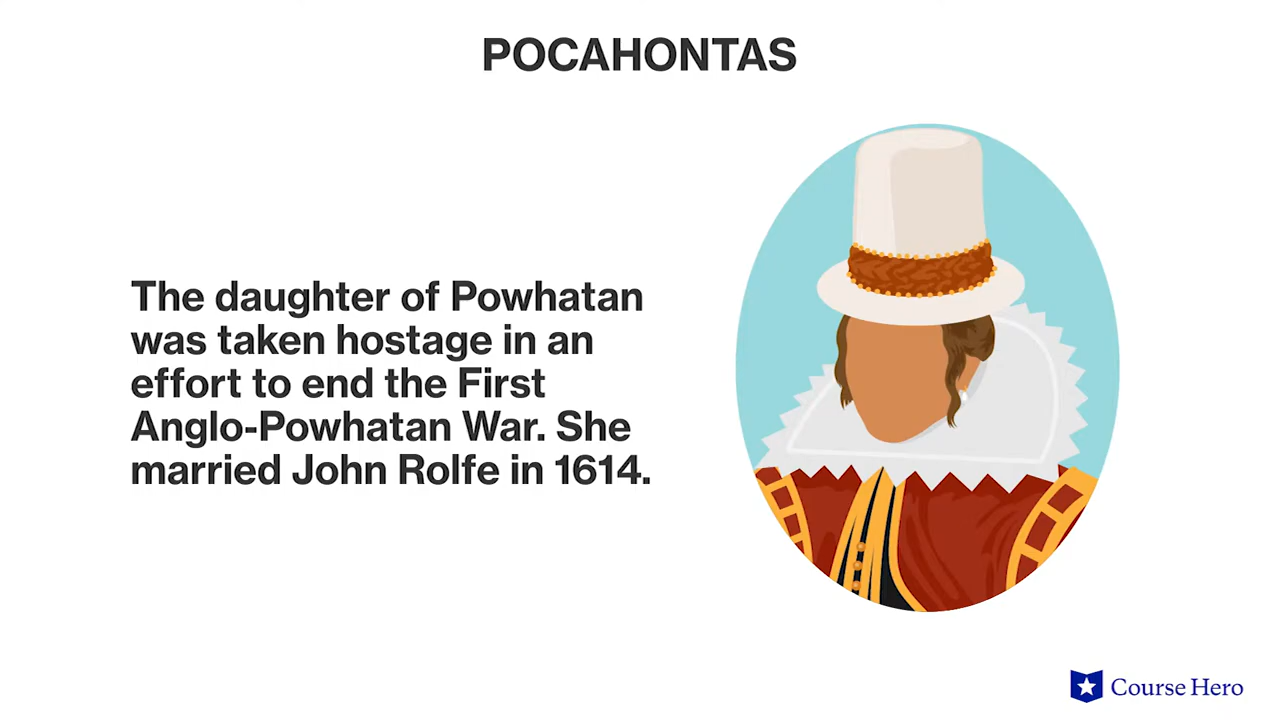 POCAHONTAS
The daughter of Powhatan
was taken hostage in an
effort to end the First
Anglo-Powhatan War. She
married John Rolfe in 1614.
Course Hero